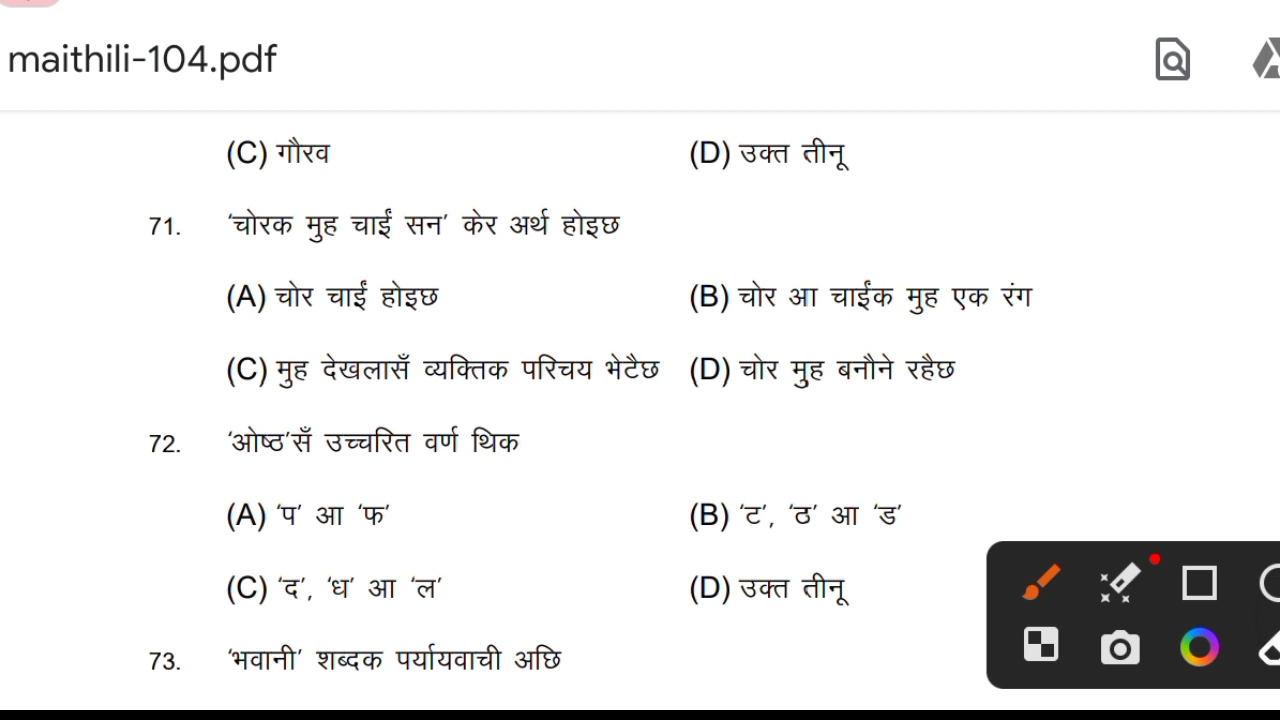 maithili-104.pdf
(C) गौरव (D) उक्त तीनू
71. ‘चोरक मुह चाईं सन’ केर अर्थ होइछ
(A) चोर चाईं होइछ (B) चोर आ चाईंक मुह एक रंग
(C) मुह देखलासँ व्यक्तिक परिचय भेटैछ (D) चोर मुह बनौने रहैछ
72. ‘ओष्ठ’सँ उच्चरित वर्ण थिक
(A) ‘प’ आ ‘फ’ (B) ‘ट’, ‘ठ’ आ ‘ड’
(C) ‘द’, ‘ध’ आ ‘ल’ (D) उक्त तीनू
73. ‘भवानी’ शब्दक पर्यायवाची अछि